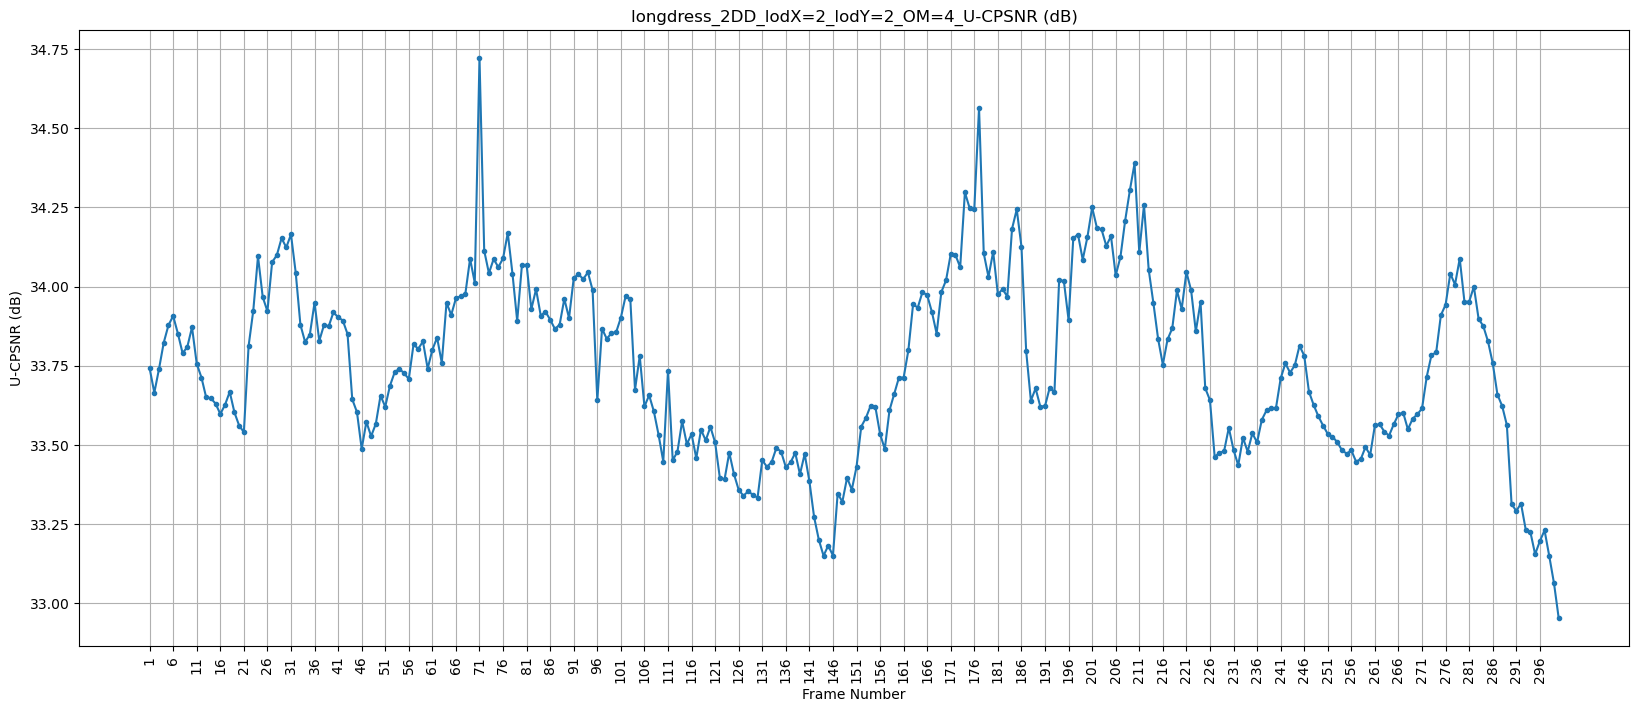 longdress_2DD_lodX=2_lodY=2_OM=4_U-CPSNR (dB)
34.75
34.50
34.25
34.00
33.75
33.50
33.25
33.00
U-CPSNR (dB)
1 6 11 16 21 26 31 36 41 46 51 56 61 66 71 76 81 86 91 96 101 106 111 116 121 126 131 136 141 146 151 156 161 166 171 176 181 186 191 196 201 206 211 216 221 226 231 236 241 246 251 256 261 266 271 276 281 286 291 296
Frame Number